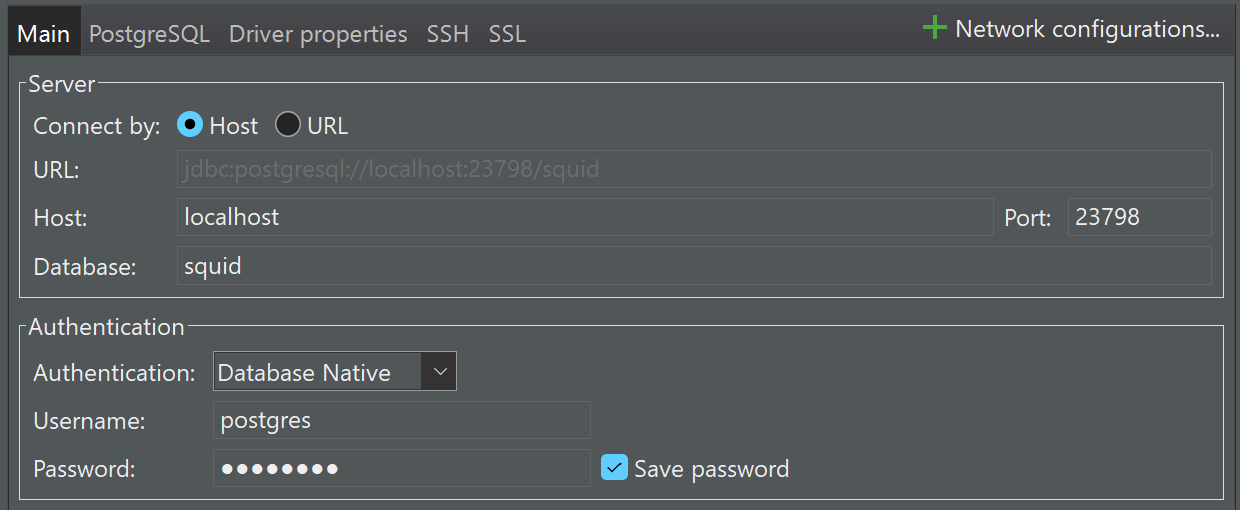 Main PostgreSQL Driver properties SSH SSL Network configurations...
Server
Connect by: Host URL
URL: jdbc:postgresql://localhost:23798/squid
Host: localhost Port: 23798
Database: squid
Authentication
Authentication: Database Native
Username: postgres
Password: ●●●●●●●● Save password